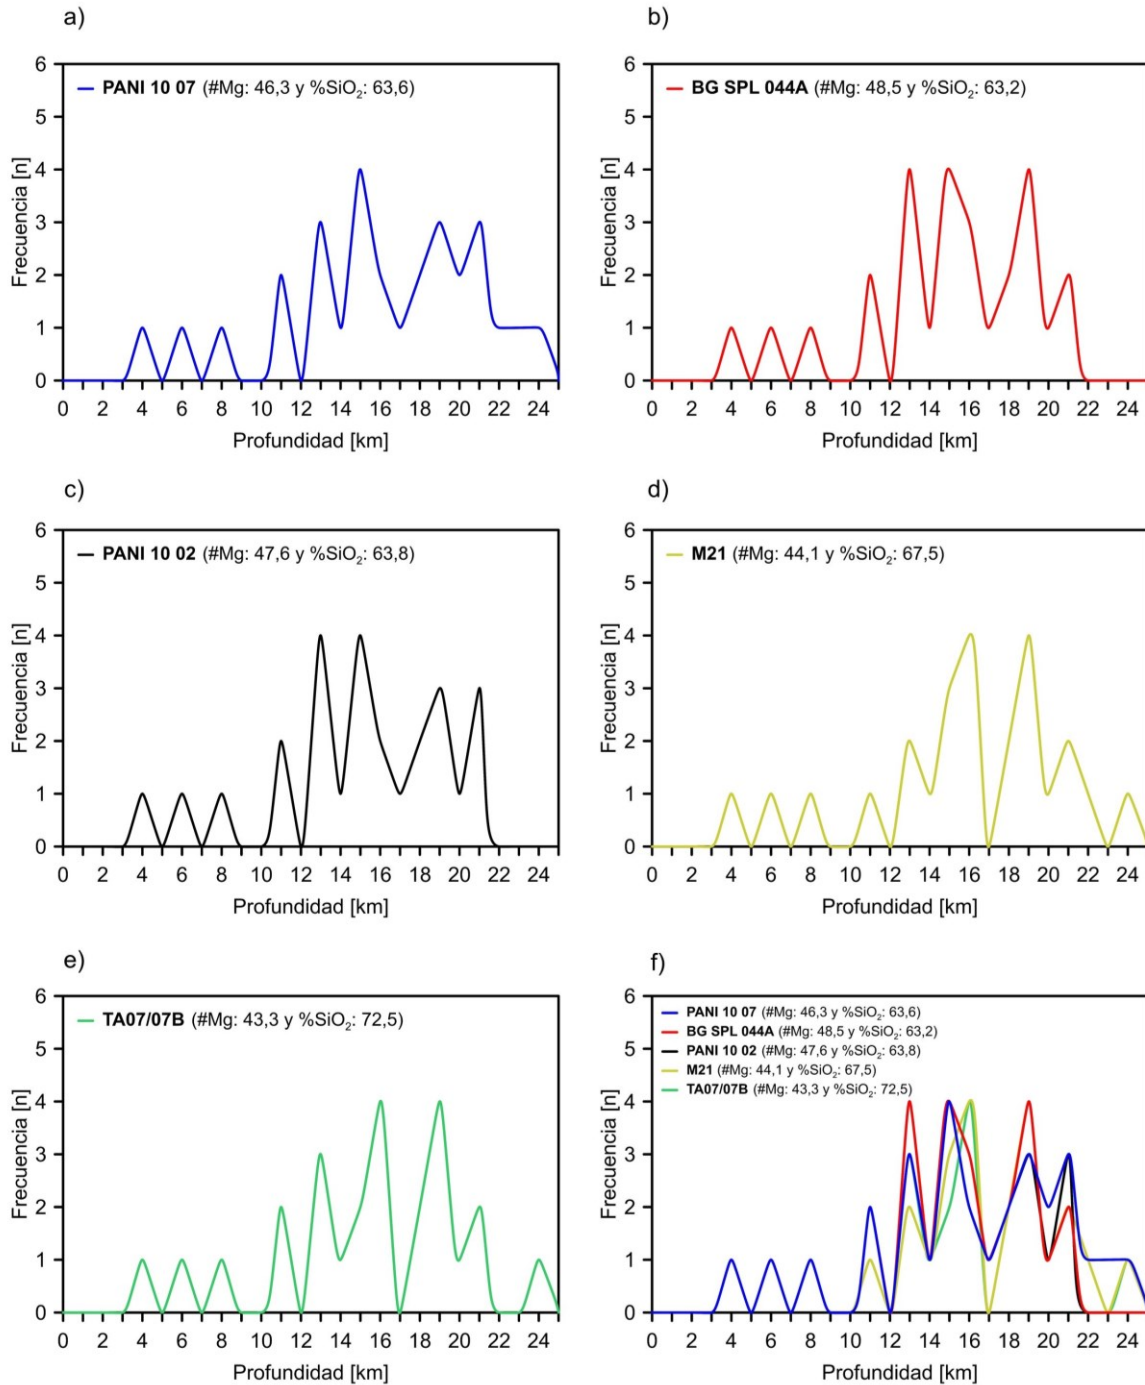 a)
PANI 10 07 (#Mg: 46,3 y %SiO₂: 63,6)
Frecuencia [n]
6
5
4
3
2
1
0
0 2 4 6 8 10 12 14 16 18 20 22 24
Profundidad [km]
b)
BG SPL 044A (#Mg: 48,5 y %SiO₂: 63,2)
Frecuencia [n]
6
5
4
3
2
1
0
0 2 4 6 8 10 12 14 16 18 20 22 24
Profundidad [km]
c)
PANI 10 02 (#Mg: 47,6 y %SiO₂: 63,8)
Frecuencia [n]
6
5
4
3
2
1
0
0 2 4 6 8 10 12 14 16 18 20 22 24
Profundidad [km]
d)
M21 (#Mg: 44,1 y %SiO₂: 67,5)
Frecuencia [n]
6
5
4
3
2
1
0
0 2 4 6 8 10 12 14 16 18 20 22 24
Profundidad [km]
e)
TA07/07B (#Mg: 43,3 y %SiO₂: 72,5)
Frecuencia [n]
6
5
4
3
2
1
0
0 2 4 6 8 10 12 14 16 18 20 22 24
Profundidad [km]
f)
PANI 10 07 (#Mg: 46,3 y %SiO₂: 63,6)
BG SPL 044A (#Mg: 48,5 y %SiO₂: 63,2)
PANI 10 02 (#Mg: 47,6 y %SiO₂: 63,8)
M21 (#Mg: 44,1 y %SiO₂: 67,5)
TA07/07B (#Mg: 43,3 y %SiO₂: 72,5)
Frecuencia [n]
6
5
4
3
2
1
0
0 2 4 6 8 10 12 14 16 18 20 22 24
Profundidad [km]